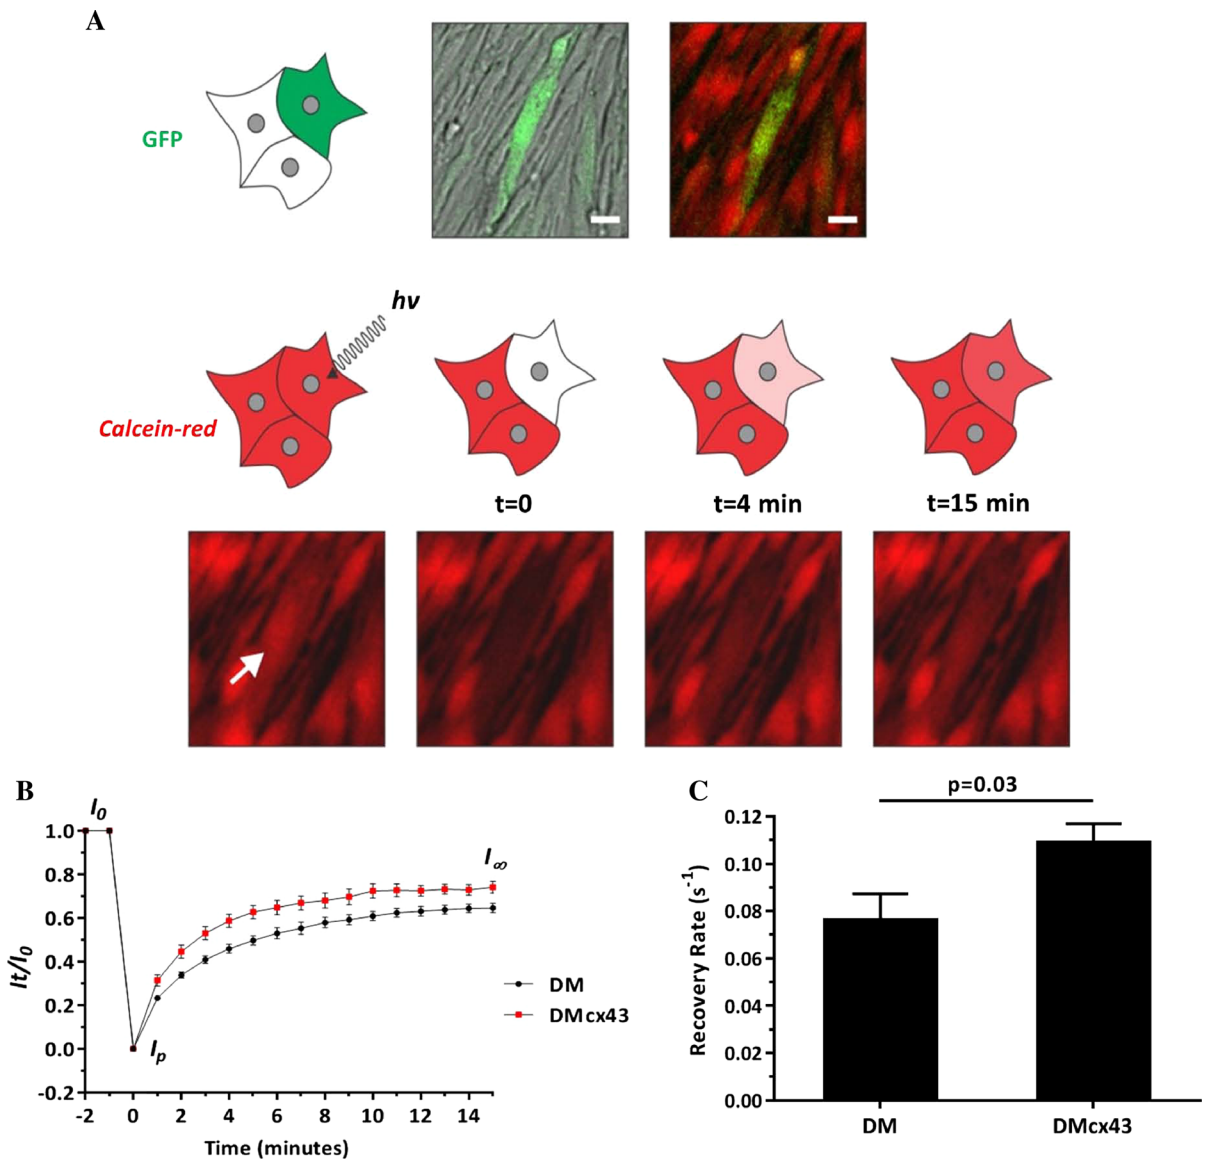 A
GFP
hv
Calcein-red
t=0
t=4 min
t=15 min
B
I0
I∞
1.0
0.8
0.6
0.4
0.2
0.0
-0.2
It/I0
Ip
DM
DMcx43
-2 0 2 4 6 8 10 12 14
Time (minutes)
C
p=0.03
0.12
0.10
0.08
0.06
0.04
0.02
0.00
Recovery Rate (s-1)
DM DMcx43